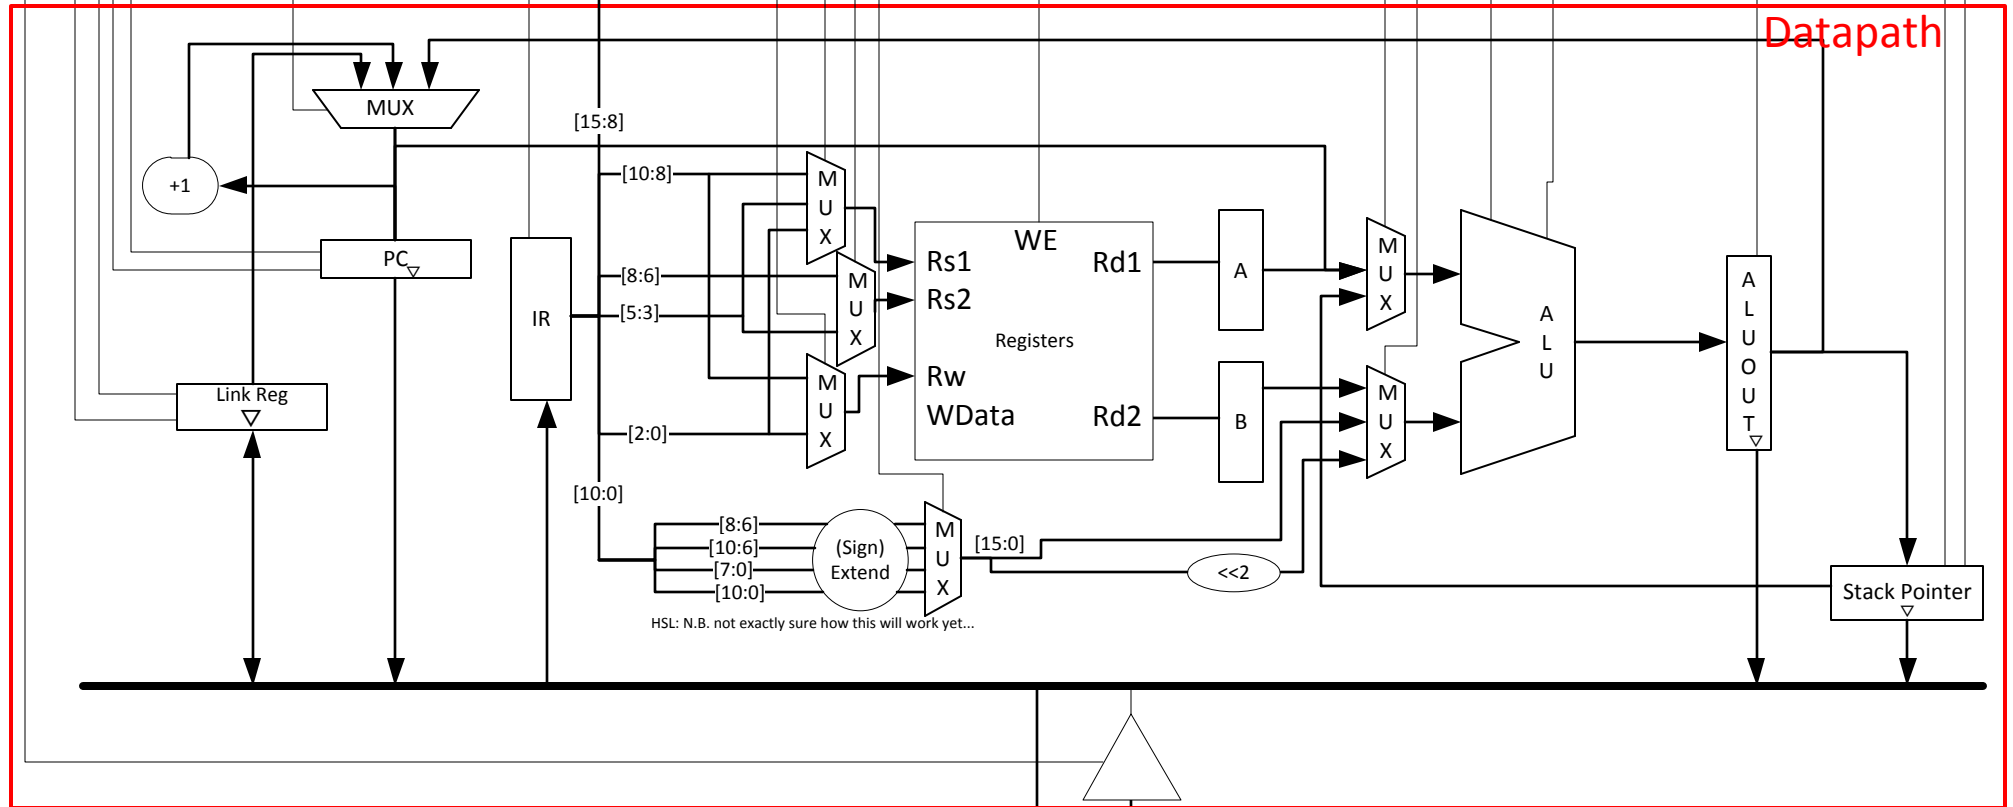 Datapath
MUX
[15:8]
+1
[10:8]
M
U
X
WE
Rs1
Rd1
A
M
U
X
PC
[8:6]
M
U
X
Rs2
[5:3]
IR
Registers
A
L
U
A
L
U
O
U
T
Link Reg
M
U
X
Rw
WData
Rd2
B
M
U
X
[2:0]
[10:0]
[8:6]
[10:6]
[7:0]
[10:0]
(Sign)
Extend
M
U
X
[15:0]
<<2
Stack Pointer
HSL: N.B. not exactly sure how this will work yet...